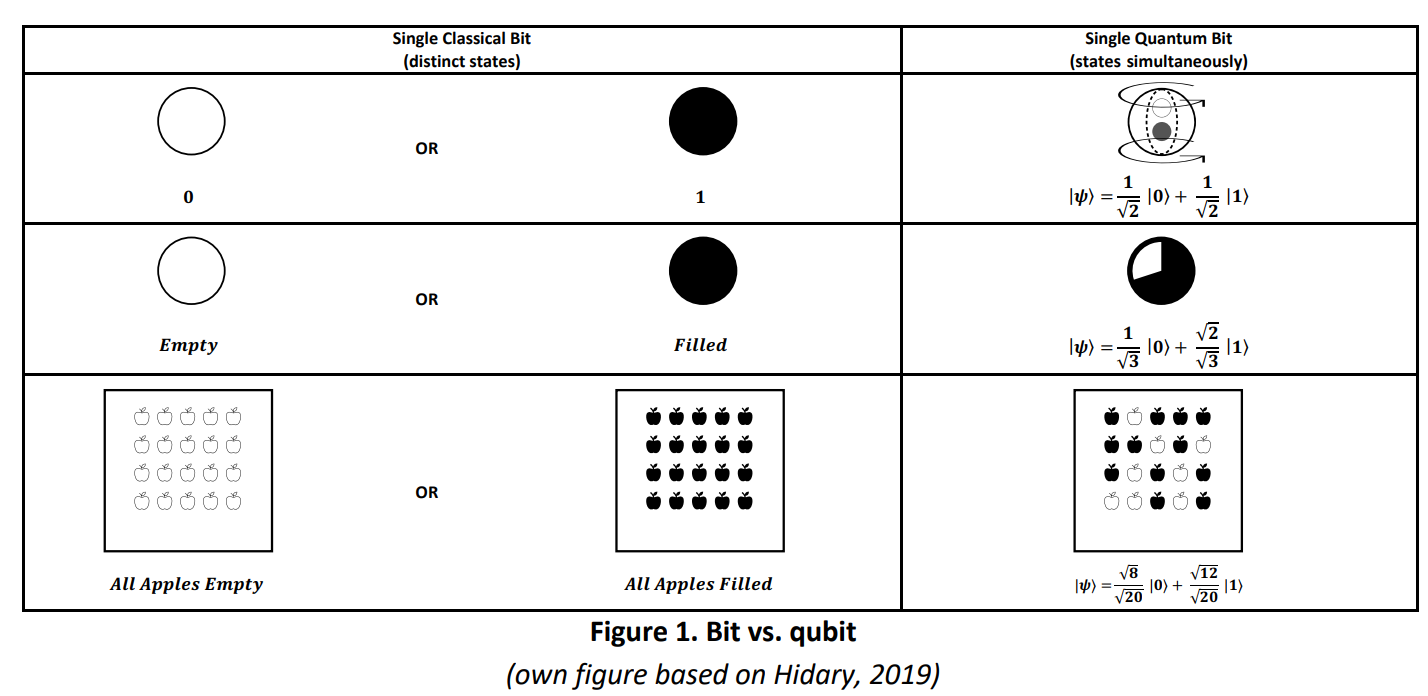 Single Classical Bit
(distinct states)
Single Quantum Bit
(states simultaneously)
OR
0
1
|ψ⟩ = 1/√2 |0⟩ + 1/√2 |1⟩
OR
Empty
Filled
|ψ⟩ = 1/√3 |0⟩ + √2/√3 |1⟩
OR
All Apples Empty
All Apples Filled
|ψ⟩ = √8/√20 |0⟩ + √12/√20 |1⟩
Figure 1. Bit vs. qubit
(own figure based on Hidary, 2019)